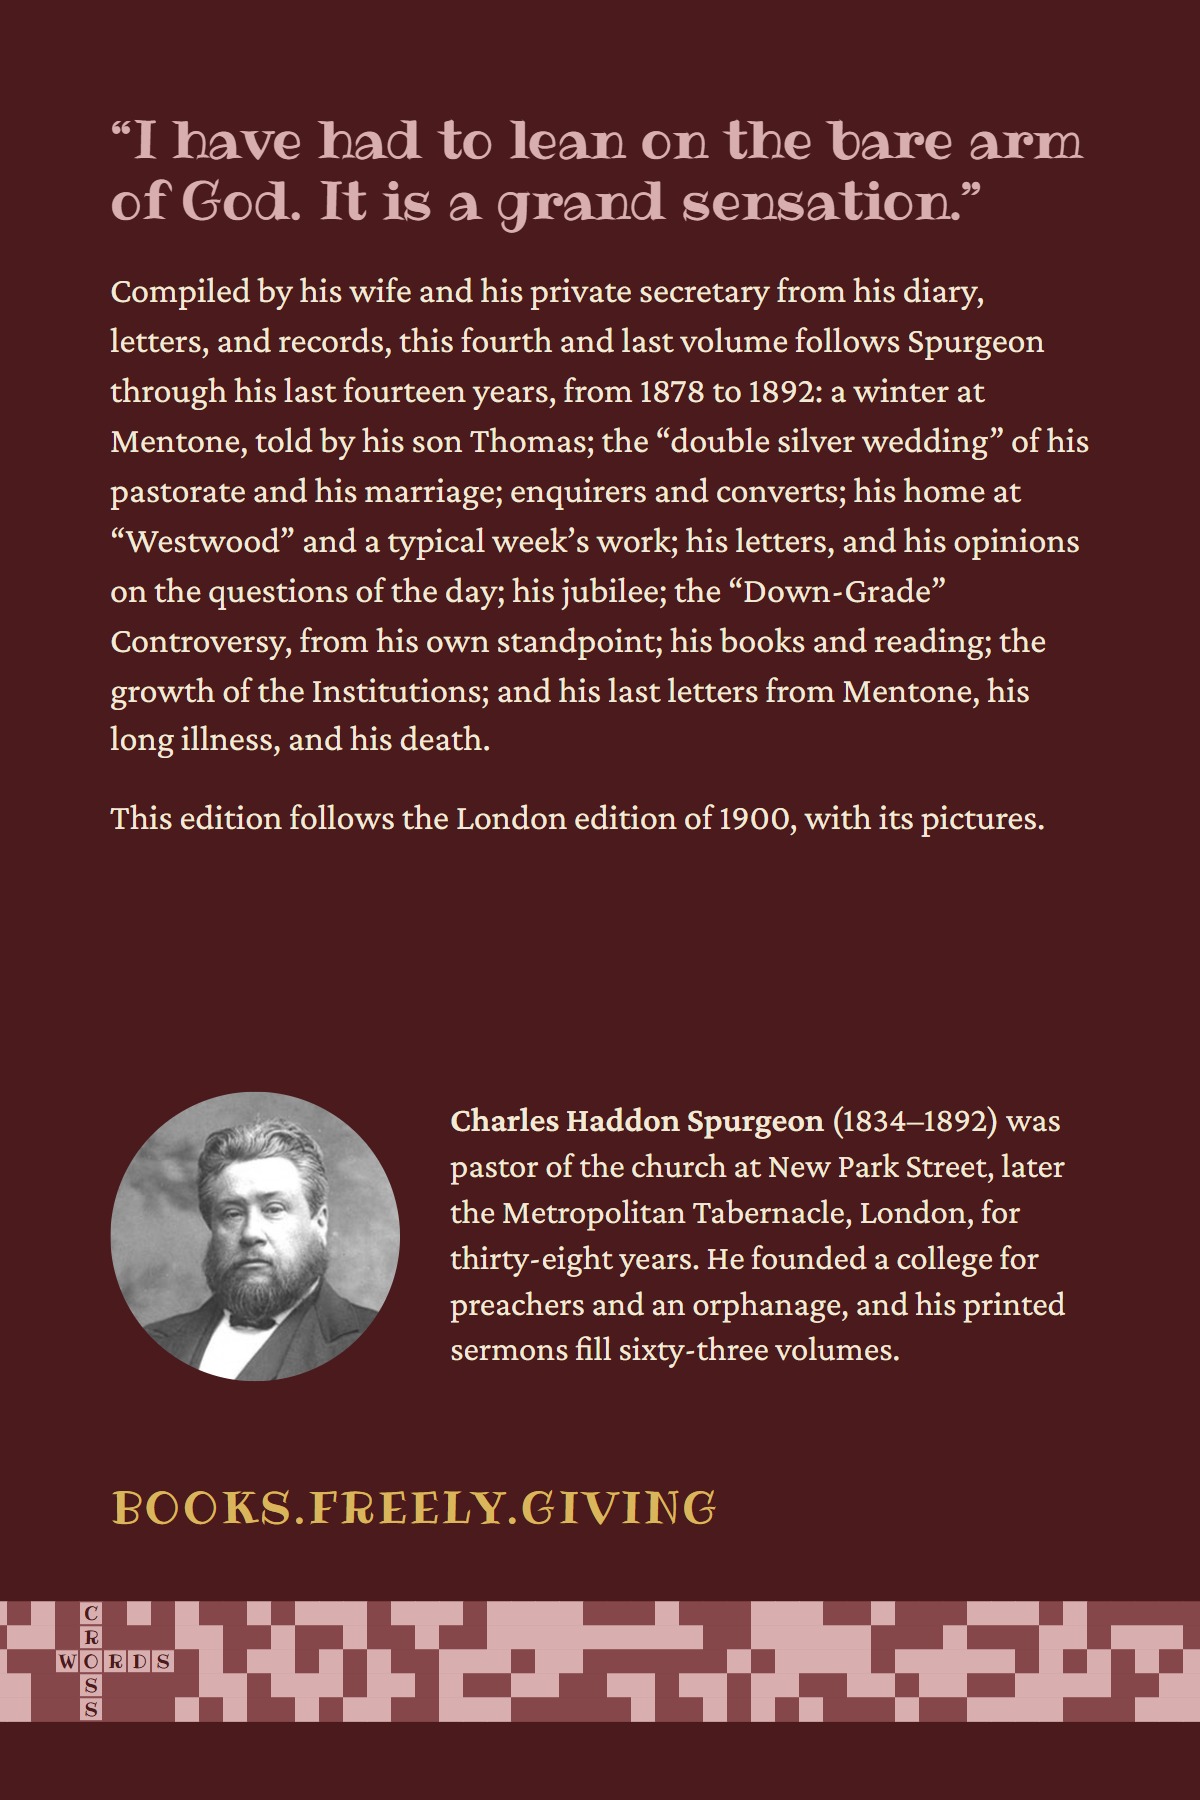 “I have had to lean on the bare arm
of God. It is a grand sensation.”
Compiled by his wife and his private secretary from his diary,
letters, and records, this fourth and last volume follows Spurgeon
through his last fourteen years, from 1878 to 1892: a winter at
Mentone, told by his son Thomas; the “double silver wedding” of his
pastorate and his marriage; enquirers and converts; his home at
“Westwood” and a typical week’s work; his letters, and his opinions
on the questions of the day; his jubilee; the “Down-Grade”
Controversy, from his own standpoint; his books and reading; the
growth of the Institutions; and his last letters from Mentone, his
long illness, and his death.
This edition follows the London edition of 1900, with its pictures.
Charles Haddon Spurgeon (1834–1892) was
pastor of the church at New Park Street, later
the Metropolitan Tabernacle, London, for
thirty-eight years. He founded a college for
preachers and an orphanage, and his printed
sermons fill sixty-three volumes.
BOOKS.FREELY.GIVING
C
R
WORDS
S
S